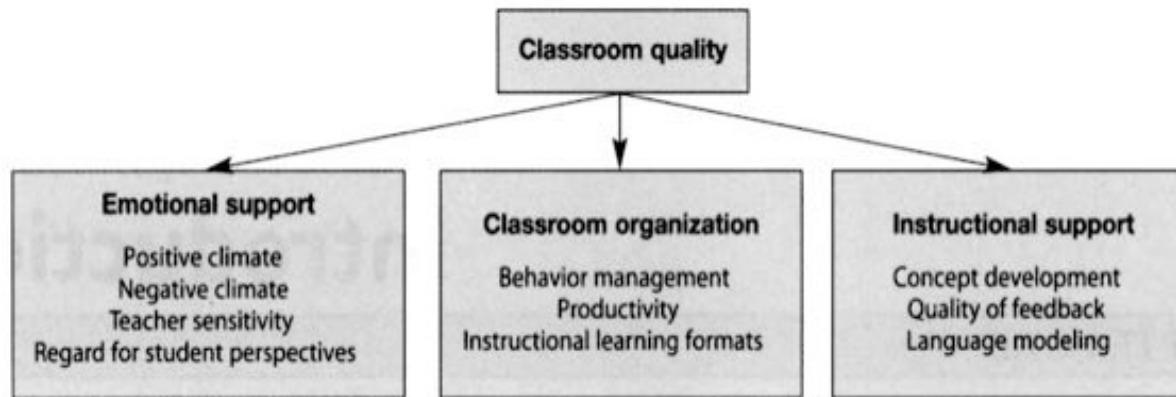 Classroom quality
Emotional support
Positive climate
Negative climate
Teacher sensitivity
Regard for student perspectives
Classroom organization
Behavior management
Productivity
Instructional learning formats
Instructional support
Concept development
Quality of feedback
Language modeling